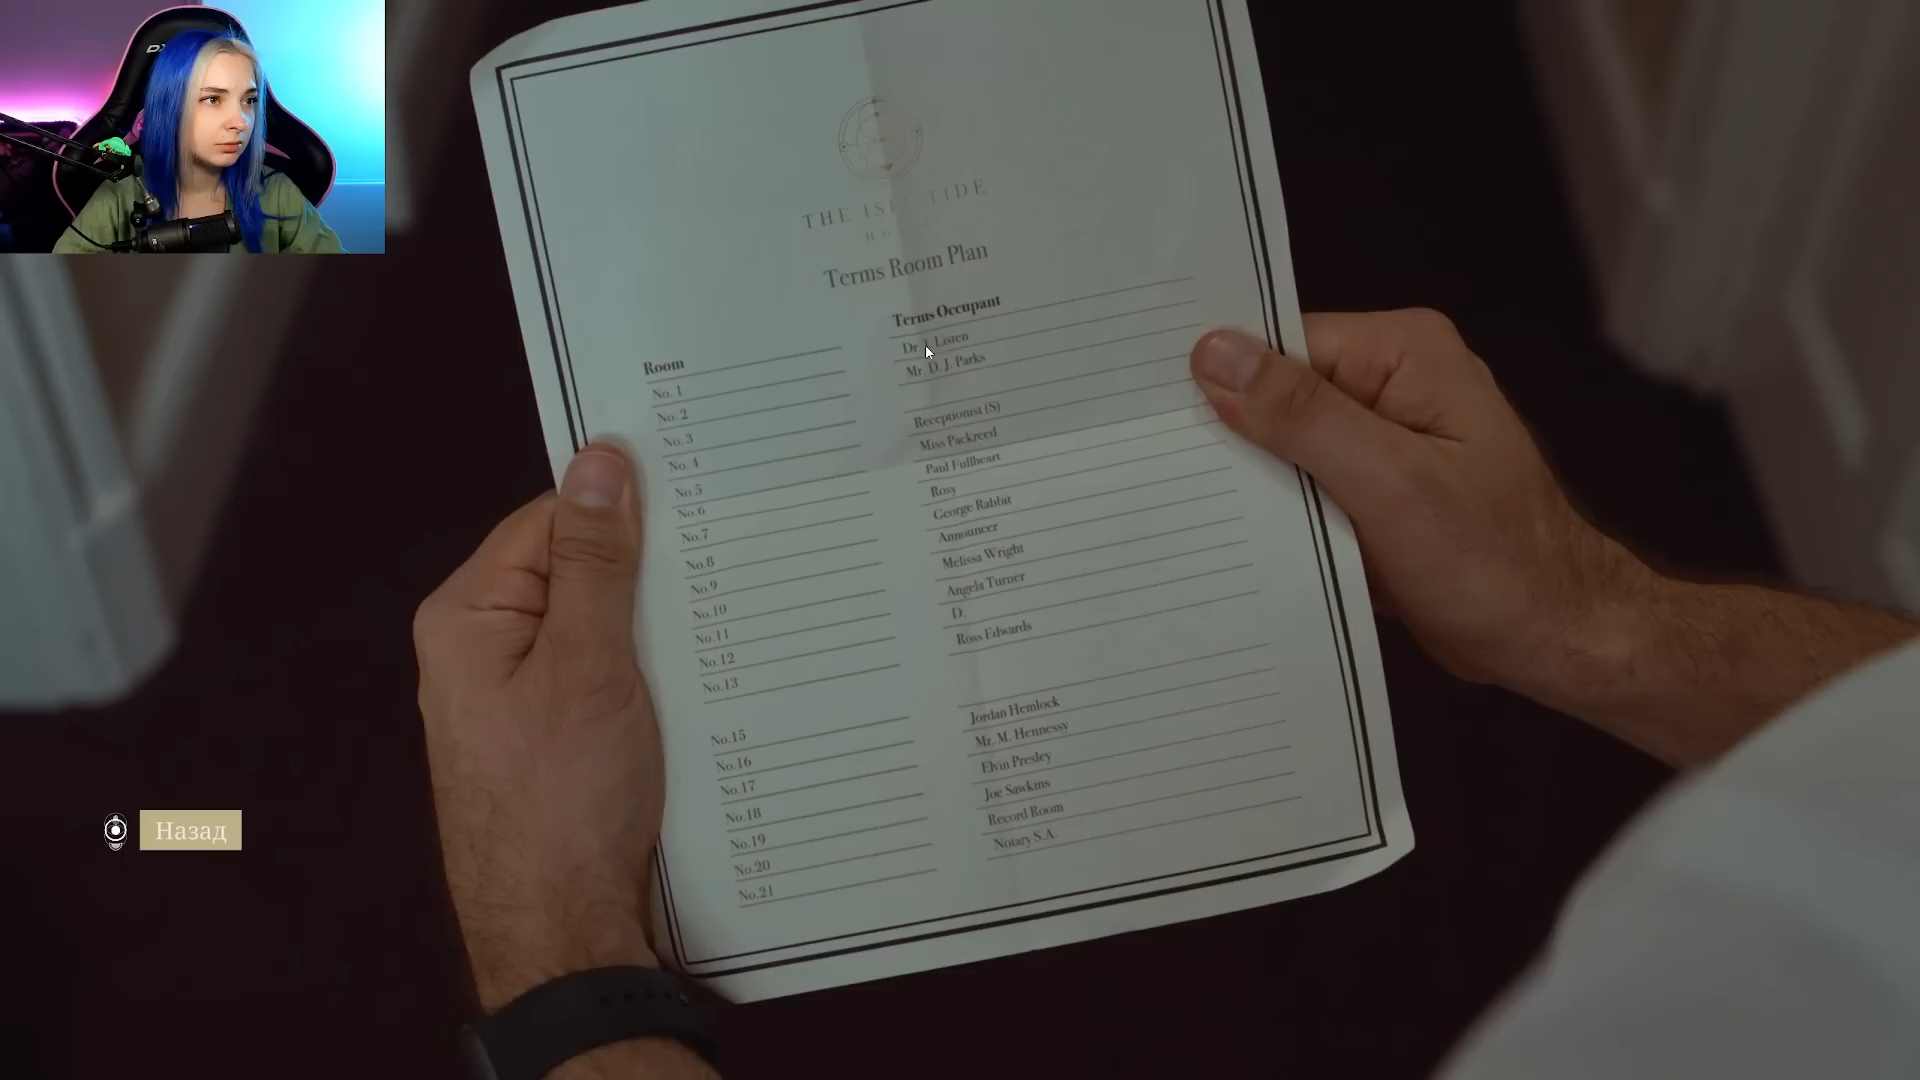 THE ISLE TIDE
HOTEL
Terms Room Plan
Room
No. 1
No. 2
No. 3
No. 4
No.5
No.6
No.7
No.8
No.9
No.10
No.11
No.12
No.13
No.15
No.16
No.17
No.18
No.19
No.20
No.21
Terms Occupant
Dr J. Listen
Mr. D. J. Parks
Receptionist (S)
Miss Packreed
Paul Fullheart
Rosy
George Rabbit
Announcer
Melissa Wright
Angela Turner
D.
Ross Edwards
Jordan Hemlock
Mr. M. Hennessy
Elvin Presley
Joe Sawkins
Record Room
Notary S.A.
Назад